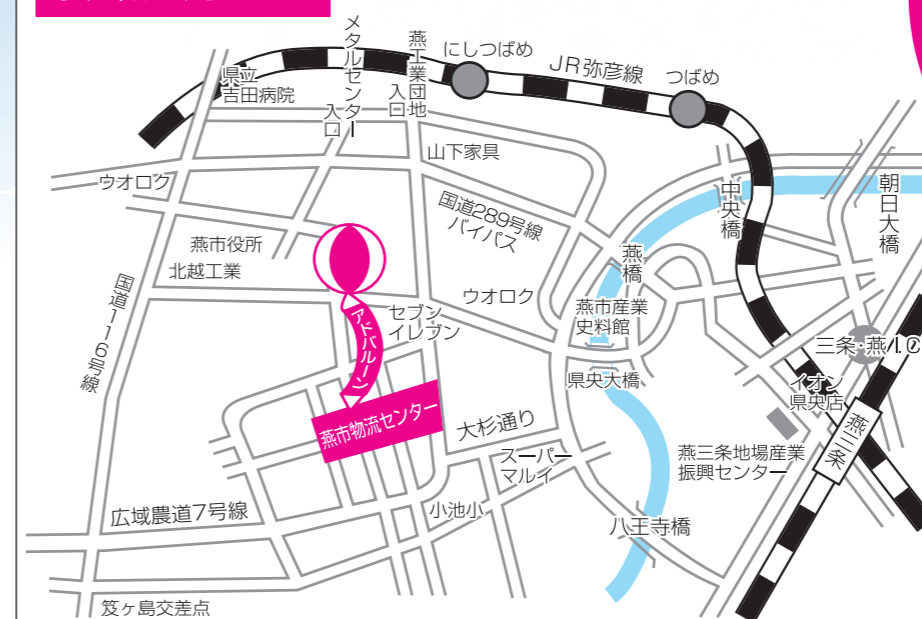 メタルセンター
入口
燕工業団地
入口
にしつばめ
JR弥彦線
つばめ
県立
吉田病院
山下家具
ウオロク
国道289号線
バイパス
中央橋
朝日大橋
燕市役所
北越工業
燕橋
国道116号線
アドバルーン
セブン
イレブン
ウオロク
燕市産業
史料館
三条・燕I.C
県央大橋
イオン
県央店
燕市物流センター
大杉通り
燕三条
スーパー
マルイ
燕三条地場産業
振興センター
広域農道7号線
小池小
八王寺橋
笈ヶ島交差点